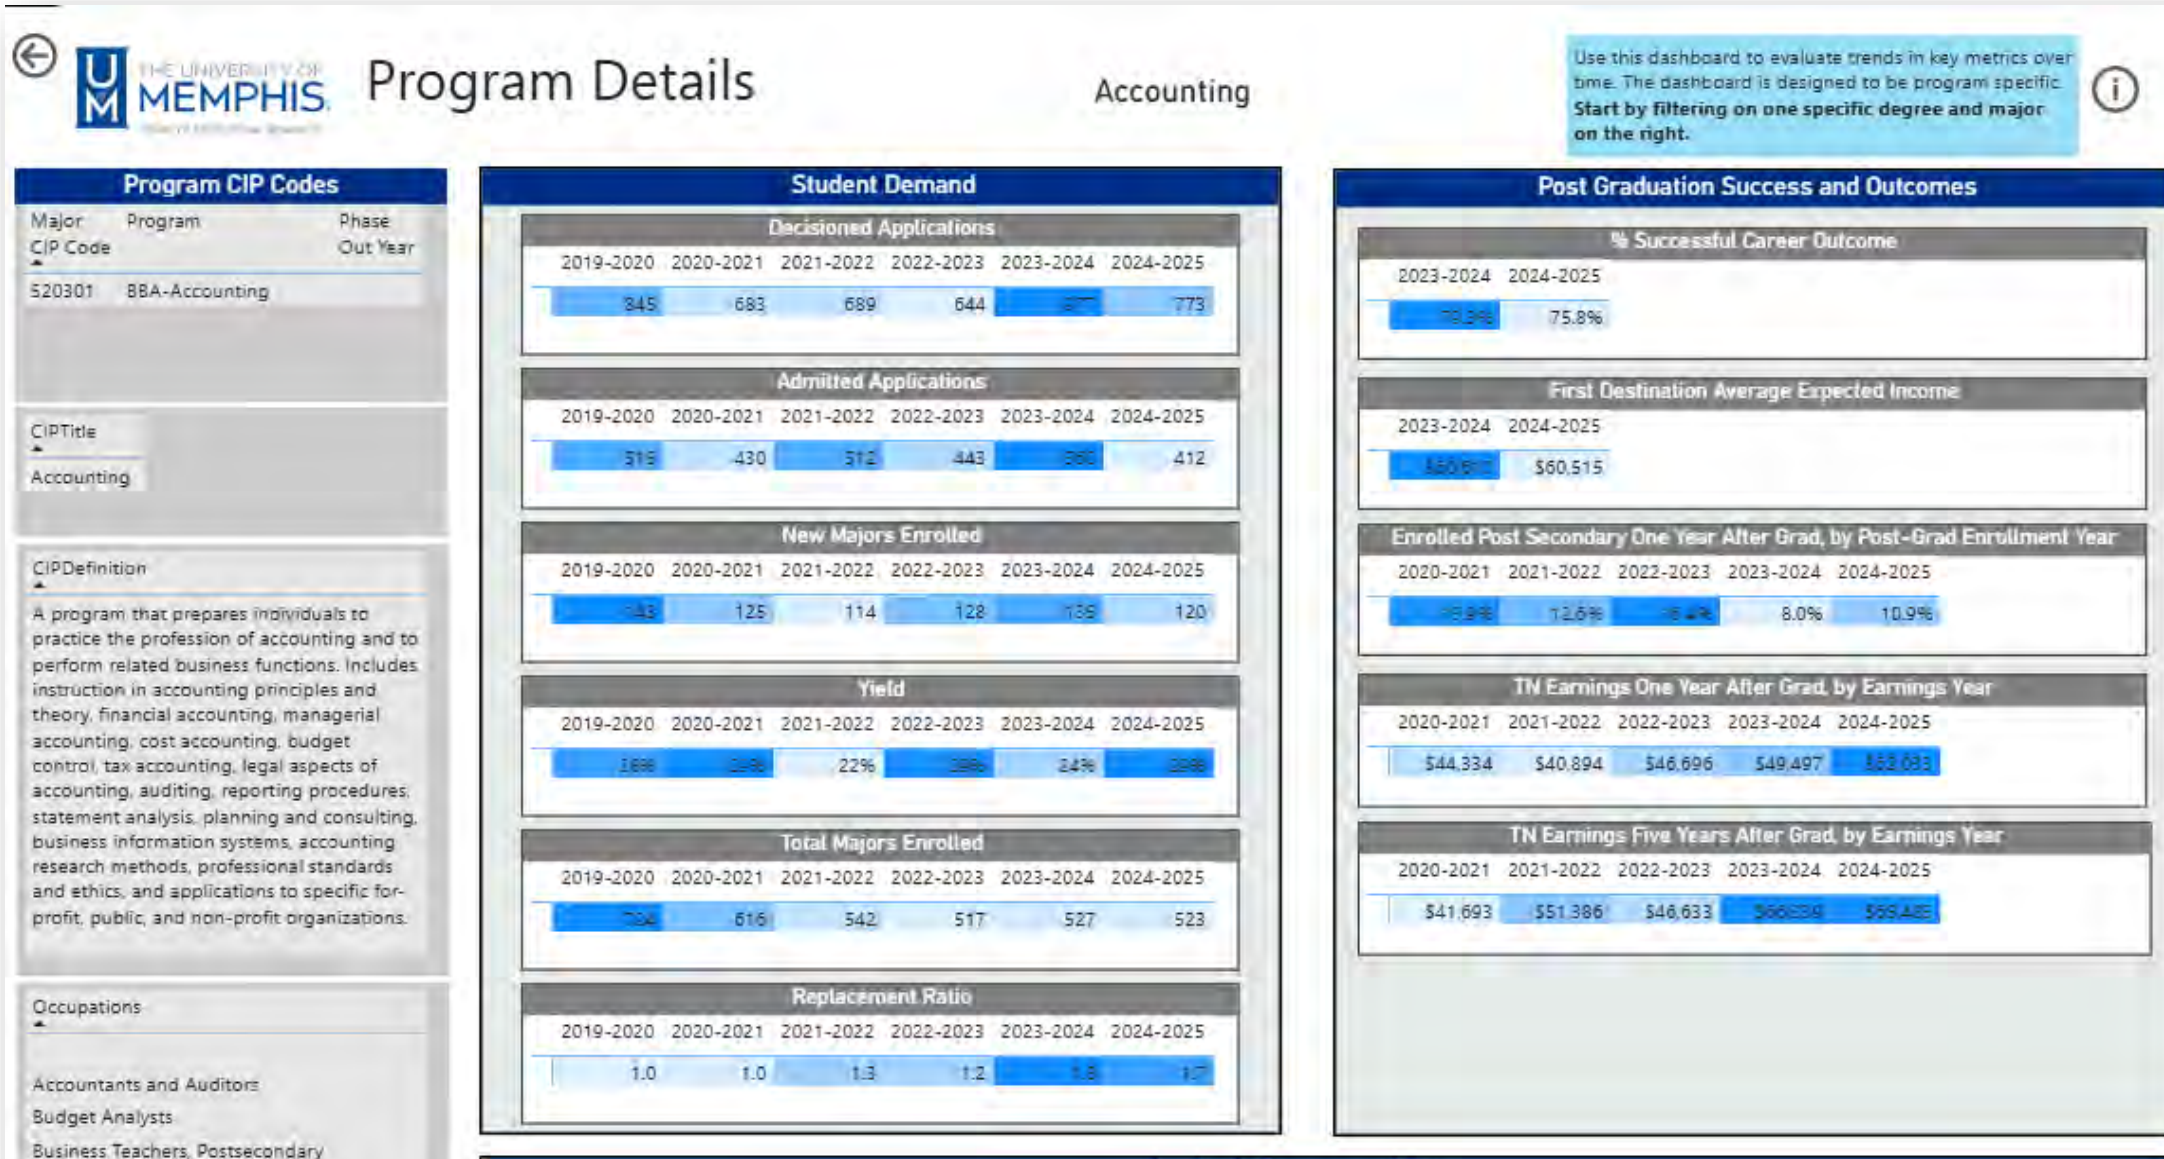 UM THE UNIVERSITY OF
MEMPHIS.
Program Details
Accounting
Use this dashboard to evaluate trends in key metrics over
time. The dashboard is designed to be program specific.
Start by filtering on one specific degree and major
on the right.
i
Program CIP Codes
Major Program Phase
CIP Code Out Year
520301 BBA-Accounting
CIPTitle
Accounting
CIPDefinition
A program that prepares individuals to
practice the profession of accounting and to
perform related business functions. Includes
instruction in accounting principles and
theory, financial accounting, managerial
accounting, cost accounting, budget
control, tax accounting, legal aspects of
accounting, auditing, reporting procedures,
statement analysis, planning and consulting,
business information systems, accounting
research methods, professional standards
and ethics, and applications to specific for-
profit, public, and non-profit organizations.
Occupations
Accountants and Auditors
Budget Analysts
Business Teachers, Postsecondary
Student Demand
Decisioned Applications
2019-2020 2020-2021 2021-2022 2022-2023 2023-2024 2024-2025
845 683 689 644 773
Admitted Applications
2019-2020 2020-2021 2021-2022 2022-2023 2023-2024 2024-2025
430 512 443 412
New Majors Enrolled
2019-2020 2020-2021 2021-2022 2022-2023 2023-2024 2024-2025
143 125 114 128 120
Yield
2019-2020 2020-2021 2021-2022 2022-2023 2023-2024 2024-2025
22% 24%
Total Majors Enrolled
2019-2020 2020-2021 2021-2022 2022-2023 2023-2024 2024-2025
616 542 517 527 523
Replacement Ratio
2019-2020 2020-2021 2021-2022 2022-2023 2023-2024 2024-2025
1.0 1.0 1.3 1.2 1.7
Post Graduation Success and Outcomes
% Successful Career Outcome
2023-2024 2024-2025
75.8%
First Destination Average Expected Income
2023-2024 2024-2025
$60,515
Enrolled Post Secondary One Year After Grad, by Post-Grad Enrollment Year
2020-2021 2021-2022 2022-2023 2023-2024 2024-2025
12.6% 8.0% 10.9%
TN Earnings One Year After Grad, by Earnings Year
2020-2021 2021-2022 2022-2023 2023-2024 2024-2025
$44,334 $40,894 $46,696 $49,497
TN Earnings Five Years After Grad, by Earnings Year
2020-2021 2021-2022 2022-2023 2023-2024 2024-2025
$41,693 $51,386 $46,633